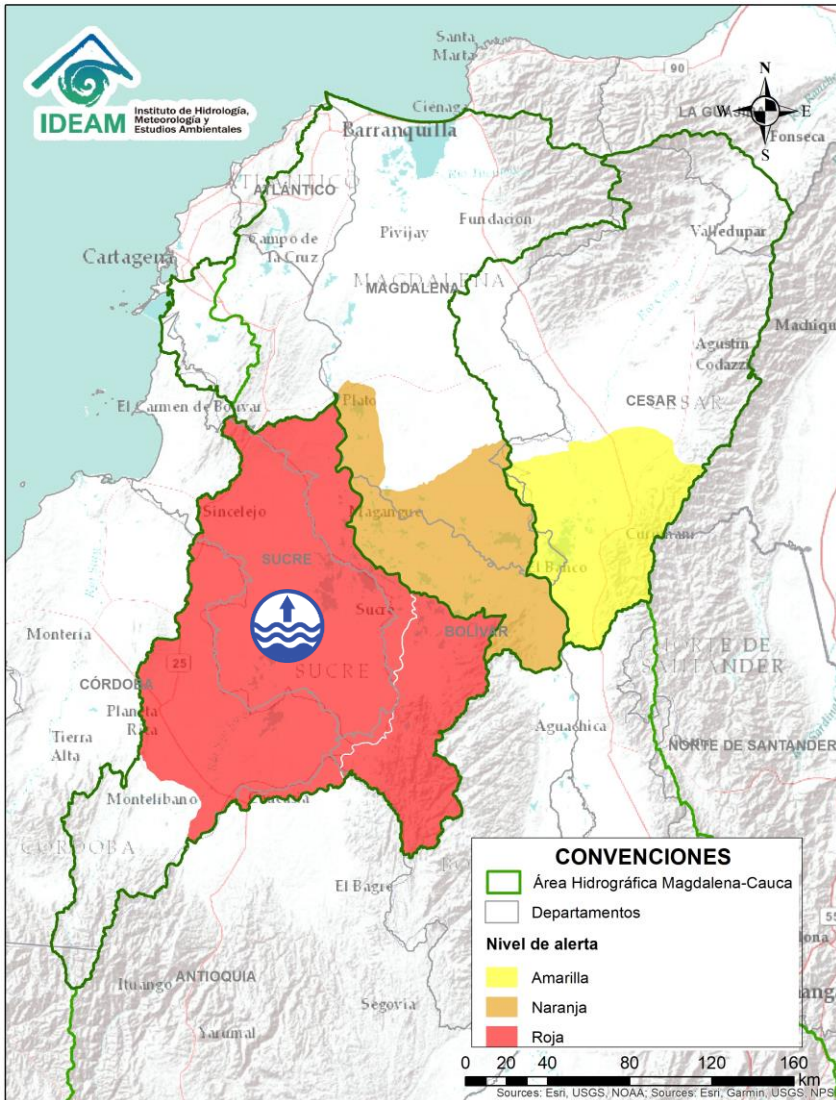 IDEAM
Instituto de Hidrología,
Meteorología y
Estudios Ambientales
Santa
Marta
90
N
W E
S
Ciénaga
Barranquilla
Fonseca
ATLÁNTICO
Fundación
Valledupar
Pivijay
Campo de
la Cruz
Cartagena
MAGDALENA
MAGDALENA
Agustín
Codazzi
CESAR
CESAR
El Carmen de Bolívar
Plato
Sincelejo
Magangué
SUCRE
El Banco
Sucre
BOLÍVAR
SUCRE
Montería
25
CÓRDOBA
Planeta
Rica
Tierra
Alta
NORTE DE
SANTANDER
Aguachica
NORTE DE SANTANDER
Montelíbano
CÓRDOBA
El Bagre
Ituango
ANTIOQUIA
Segovia
Yarumal
CONVENCIONES
Área Hidrográfica Magdalena-Cauca
Departamentos
Nivel de alerta
Amarilla
Naranja
Roja
0 20 40 80 120 160
km
Sources: Esri, USGS, NOAA; Sources: Esri, Garmin, USGS, NPS